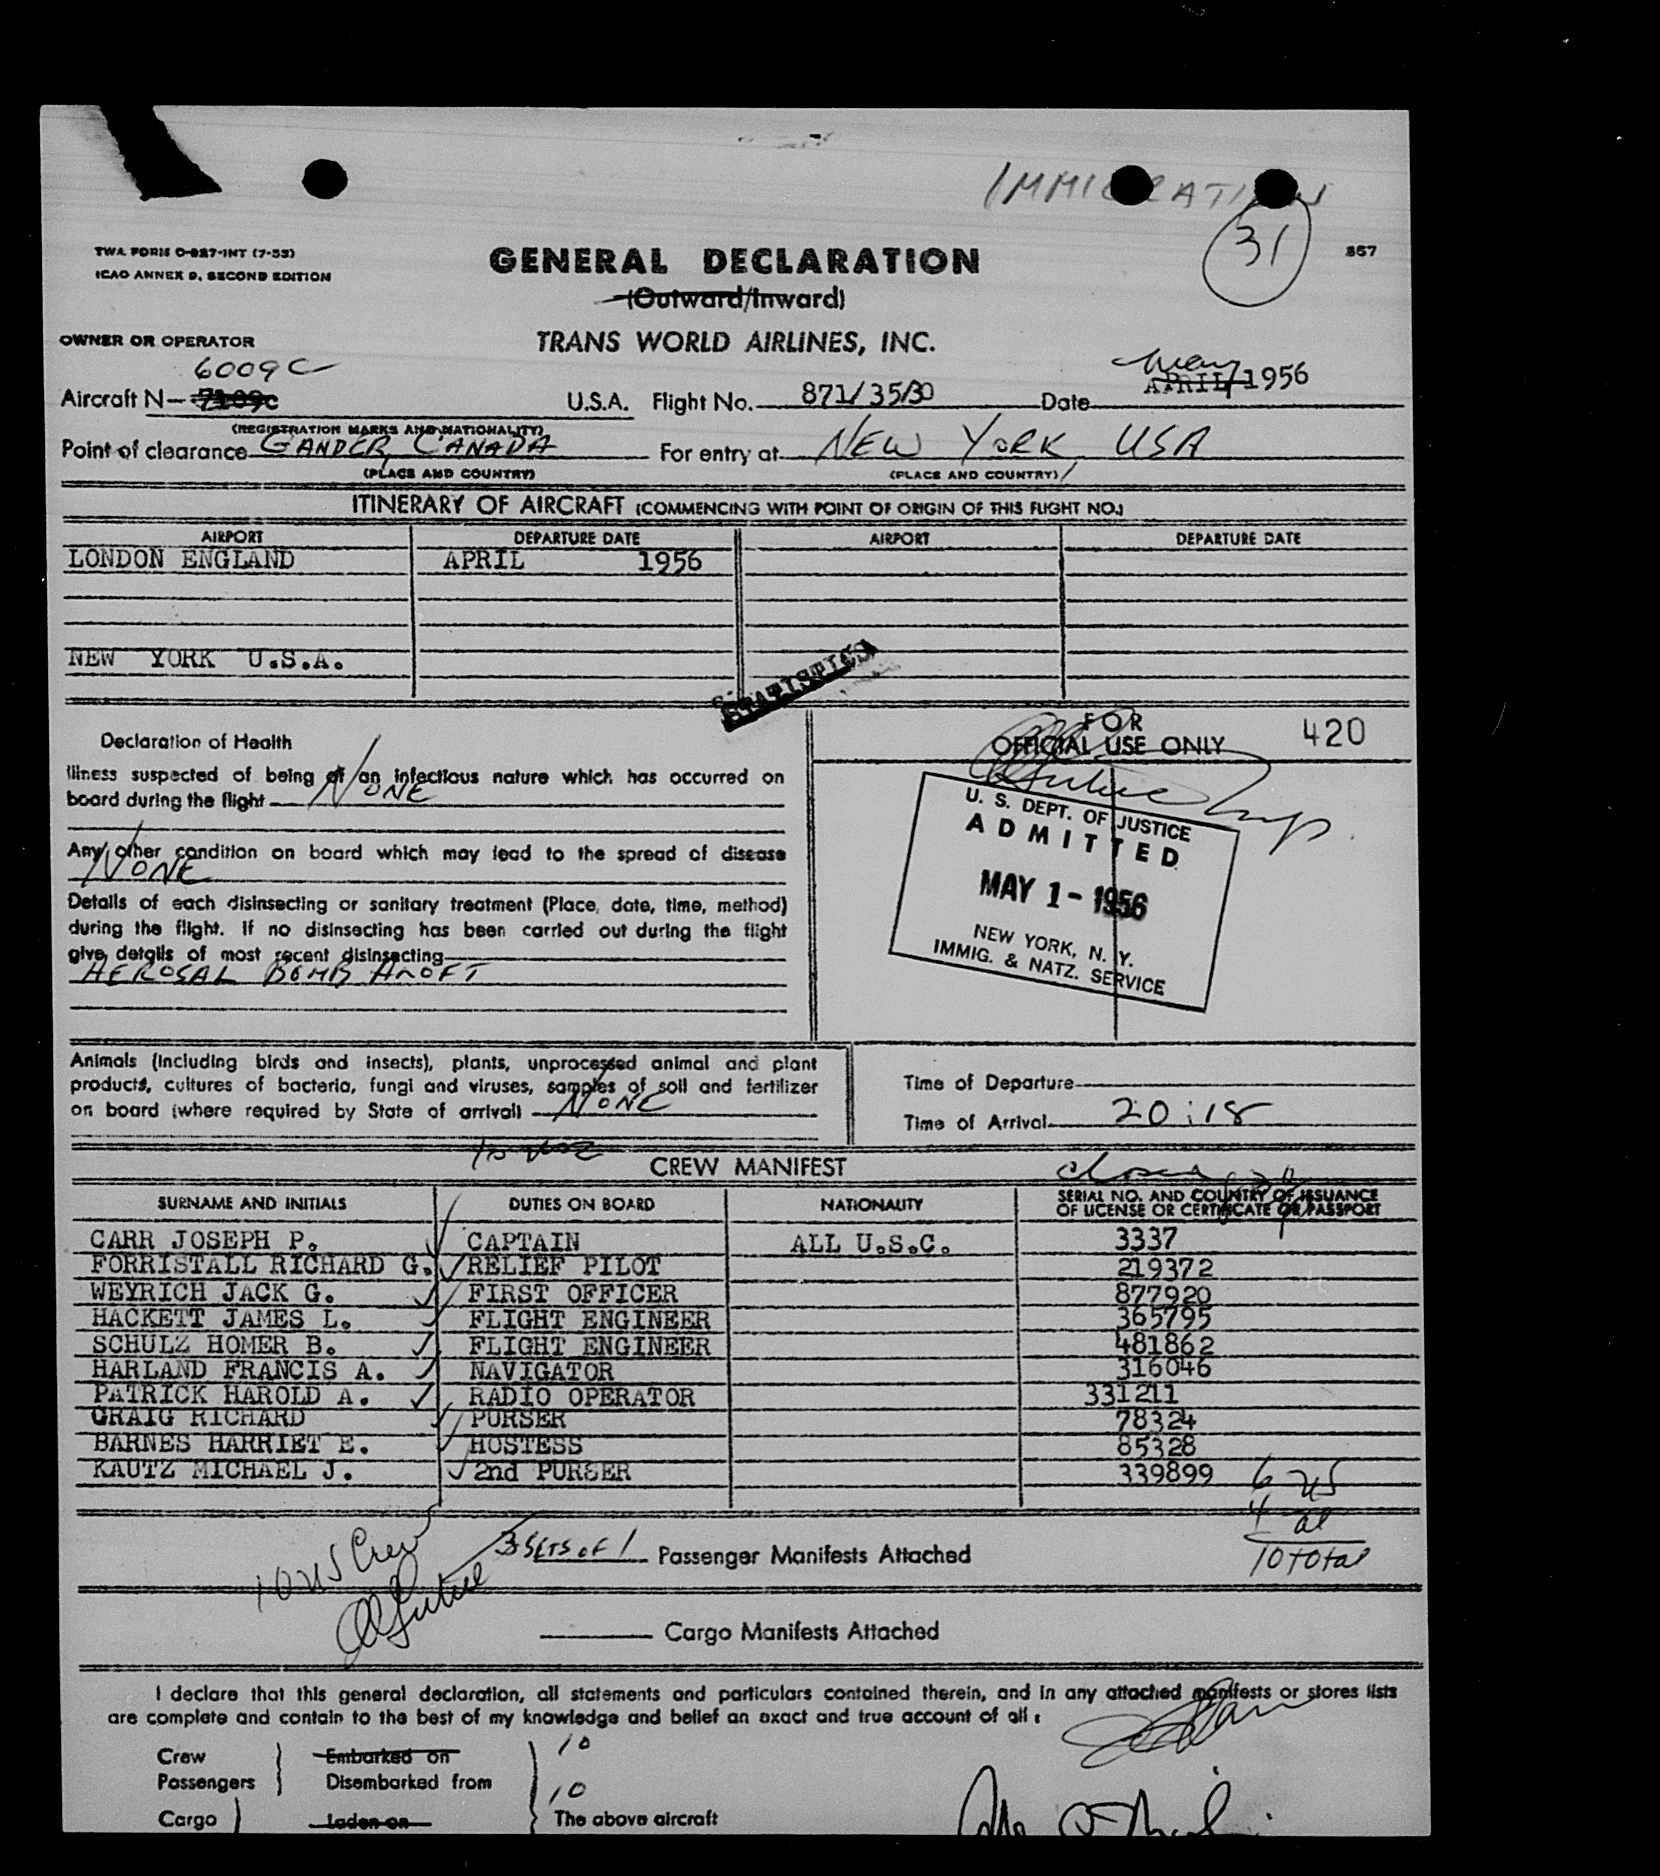 IMMIGRATION
31
857
TWA FORM O-827-INT (7-53)
ICAO ANNEX 9, SECOND EDITION
GENERAL DECLARATION
(Outward/Inward)
OWNER OR OPERATOR
TRANS WORLD AIRLINES, INC.
6009C
May
Aircraft N— 7109c U.S.A. Flight No. 871/35/30 Date APRIL/1956
(REGISTRATION MARKS AND NATIONALITY)
Point of clearance GANDER, CANADA For entry at NEW YORK USA
(PLACE AND COUNTRY) (PLACE AND COUNTRY)
ITINERARY OF AIRCRAFT (COMMENCING WITH POINT OF ORIGIN OF THIS FLIGHT NO.)
AIRPORT DEPARTURE DATE AIRPORT DEPARTURE DATE
LONDON ENGLAND APRIL 1956
NEW YORK U.S.A.
STATISTICS
Declaration of Health
Illness suspected of being of an infectious nature which has occurred on
board during the flight NONE
Any other condition on board which may lead to the spread of disease
NONE
Details of each disinsecting or sanitary treatment (Place, date, time, method)
during the flight. If no disinsecting has been carried out during the flight
give details of most recent disinsecting
AEROSAL BOMB ALOFT
FOR
OFFICIAL USE ONLY 420
U. S. DEPT. OF JUSTICE
ADMITTED
MAY 1 - 1956
NEW YORK, N. Y.
IMMIG. & NATZ. SERVICE
Animals (including birds and insects), plants, unprocessed animal and plant
products, cultures of bacteria, fungi and viruses, samples of soil and fertilizer
on board (where required by State of arrival) NONE
Time of Departure
Time of Arrival 20:18
CREW MANIFEST
SURNAME AND INITIALS DUTIES ON BOARD NATIONALITY SERIAL NO. AND COUNTRY OF ISSUANCE
OF LICENSE OR CERTIFICATE OR PASSPORT
CARR JOSEPH P. CAPTAIN ALL U.S.C. 3337
FORRISTALL RICHARD G. RELIEF PILOT 219372
WEYRICH JACK G. FIRST OFFICER 877920
HACKETT JAMES L. FLIGHT ENGINEER 365795
SCHULZ HOMER B. FLIGHT ENGINEER 481862
HARLAND FRANCIS A. NAVIGATOR 316046
PATRICK HAROLD A. RADIO OPERATOR 331211
CRAIG RICHARD PURSER 78324
BARNES HARRIET E. HOSTESS 85328
KAUTZ MICHAEL J. 2nd PURSER 339899
6 US
4 al
10 total
10 US Crew
3 SETS OF 1 Passenger Manifests Attached
Cargo Manifests Attached
I declare that this general declaration, all statements and particulars contained therein, and in any attached manifests or stores lists
are complete and contain to the best of my knowledge and belief an exact and true account of all :
Crew Embarked on 10
Passengers Disembarked from 10
Cargo Laden on The above aircraft